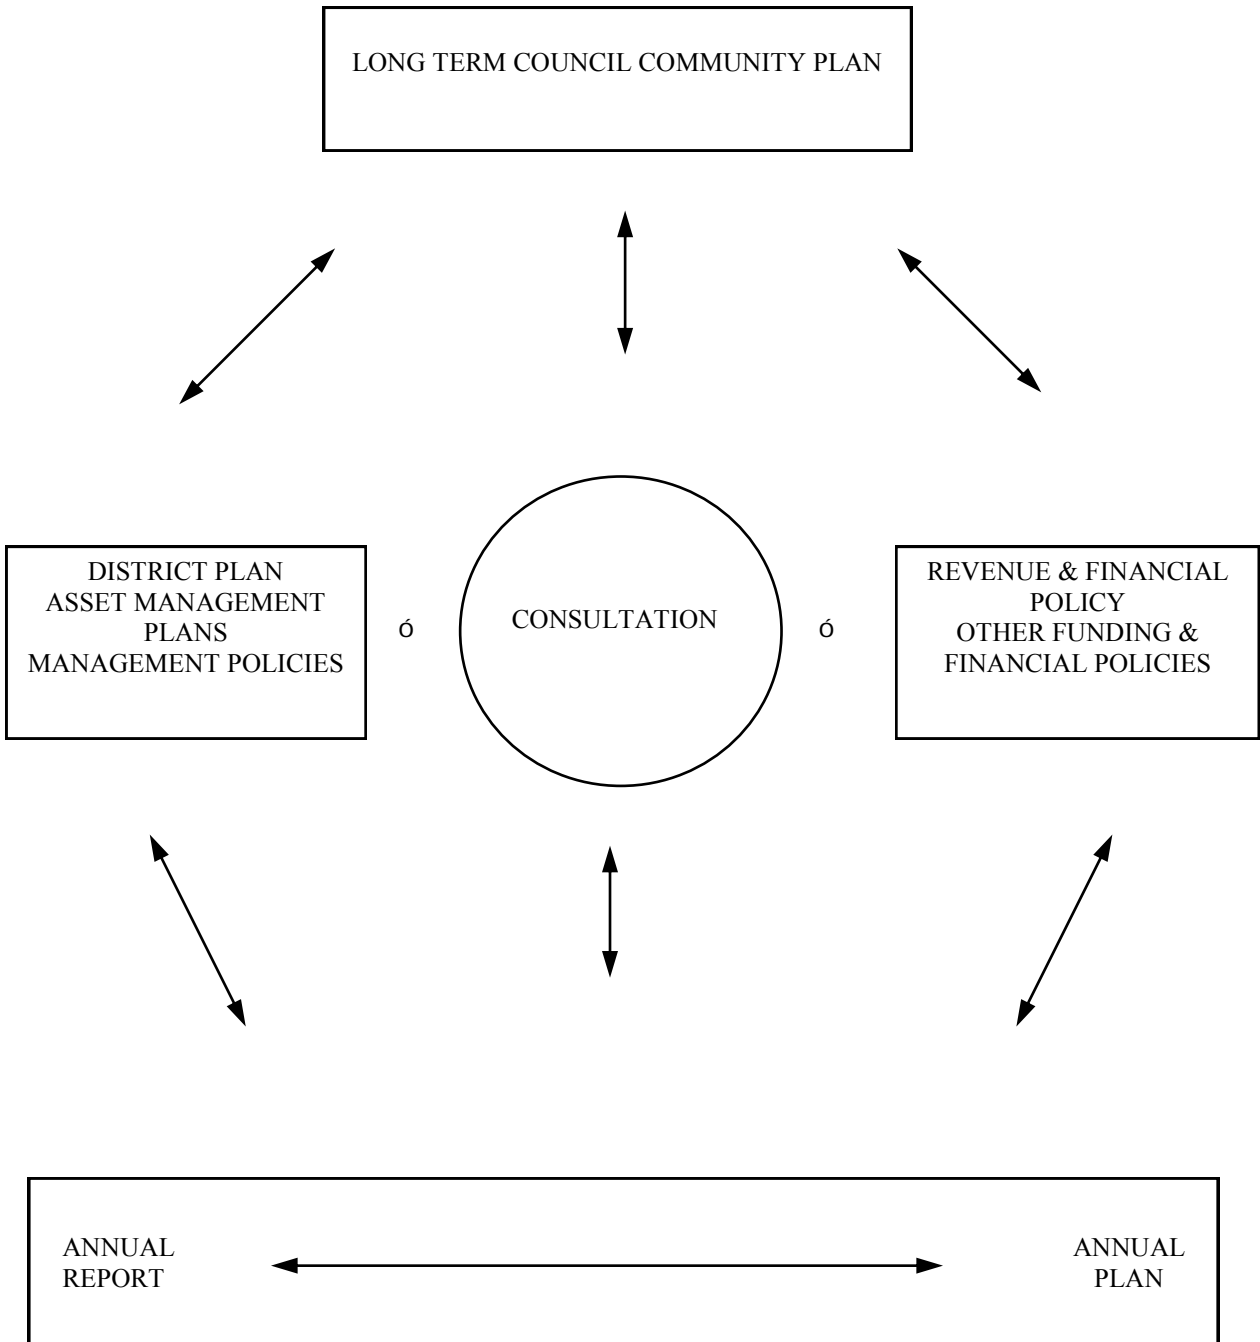 LONG TERM COUNCIL COMMUNITY PLAN
DISTRICT PLAN
ASSET MANAGEMENT
PLANS
MANAGEMENT POLICIES
ó
CONSULTATION
ó
REVENUE & FINANCIAL
POLICY
OTHER FUNDING &
FINANCIAL POLICIES
ANNUAL
REPORT
ANNUAL
PLAN